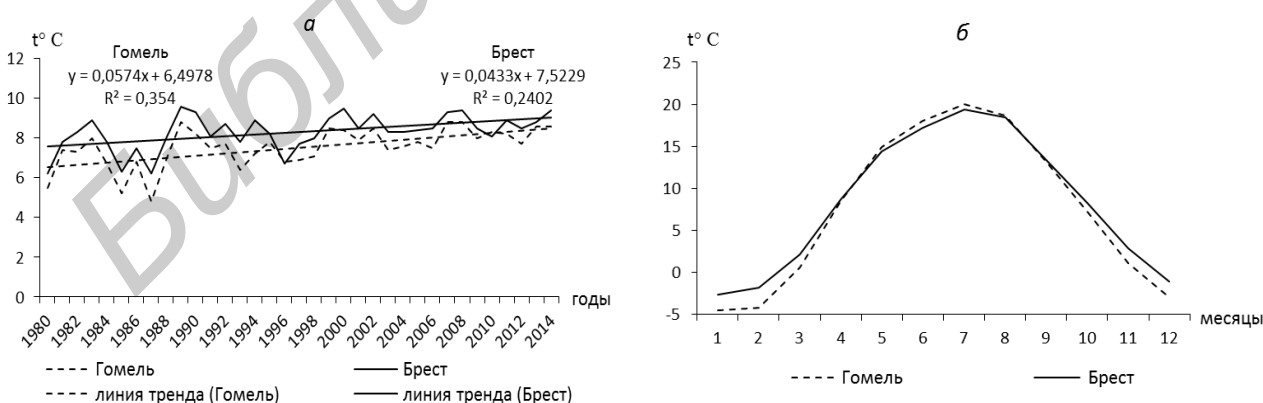 а
t° C
Гомель
y = 0,0574x + 6,4978
R² = 0,354
Брест
y = 0,0433x + 7,5229
R² = 0,2402
12
10
8
6
4
2
0
1980
1982
1984
1986
1988
1990
1992
1994
1996
1998
2000
2002
2004
2006
2008
2010
2012
2014
годы
Гомель
Брест
линия тренда (Гомель)
линия тренда (Брест)
б
t° C
25
20
15
10
5
0
-5
1 2 3 4 5 6 7 8 9 10 11 12
месяцы
Гомель
Брест